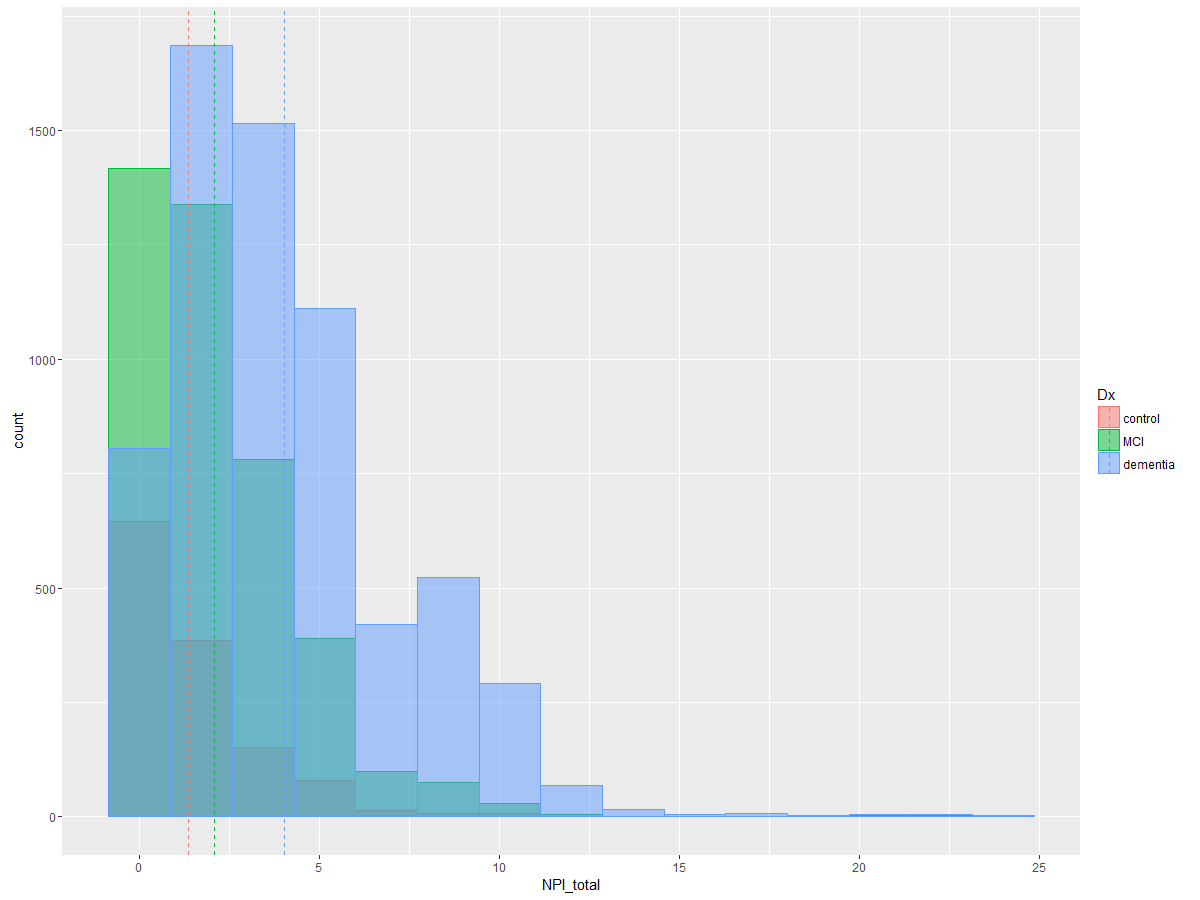 1500
1000
500
0
count
0 5 10 15 20 25
NPI_total
Dx
control
MCI
dementia